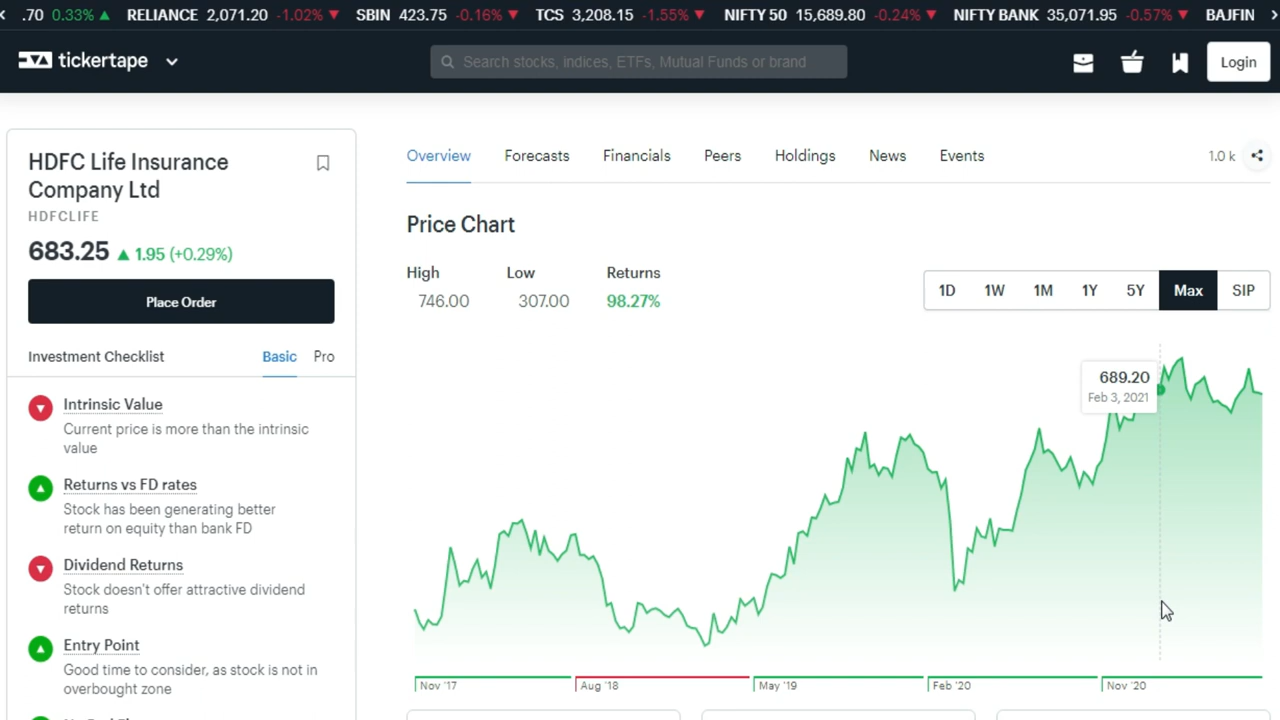 .70 0.33% ▲ RELIANCE 2,071.20 -1.02% ▼ SBIN 423.75 -0.16% ▼ TCS 3,208.15 -1.55% ▼ NIFTY 50 15,689.80 -0.24% ▼ NIFTY BANK 35,071.95 -0.57% ▼ BAJFIN
tickertape
Search stocks, indices, ETFs, Mutual Funds or brand
Login
HDFC Life Insurance
Company Ltd
HDFCLIFE
683.25 ▲ 1.95 (+0.29%)
Place Order
Investment Checklist Basic Pro
Intrinsic Value
Current price is more than the intrinsic
value
Returns vs FD rates
Stock has been generating better
return on equity than bank FD
Dividend Returns
Stock doesn't offer attractive dividend
returns
Entry Point
Good time to consider, as stock is not in
overbought zone
Overview Forecasts Financials Peers Holdings News Events 1.0 k
Price Chart
High Low Returns
746.00 307.00 98.27%
1D 1W 1M 1Y 5Y Max SIP
689.20
Feb 3, 2021
Nov '17 Aug '18 May '19 Feb '20 Nov '20